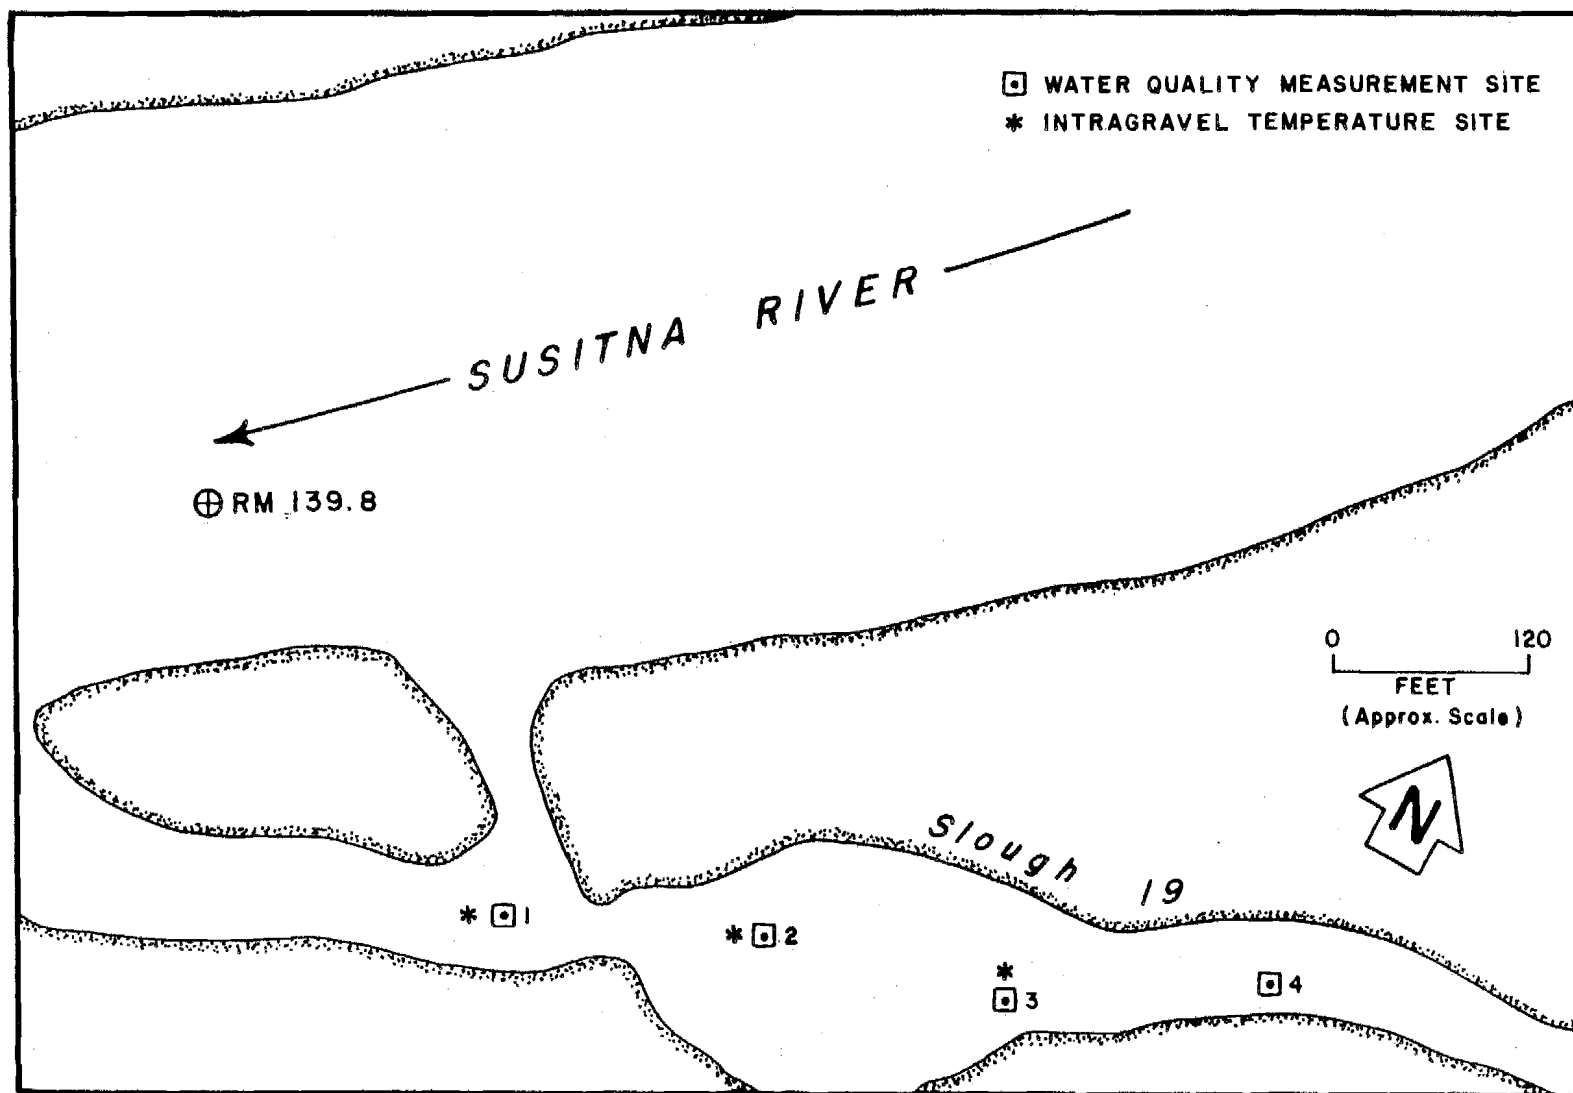 WATER QUALITY MEASUREMENT SITE
* INTRAGRAVEL TEMPERATURE SITE
SUSITNA RIVER
RM 139.8
0 120
FEET
(Approx. Scale)
N
Slough 19
1
2
3
4